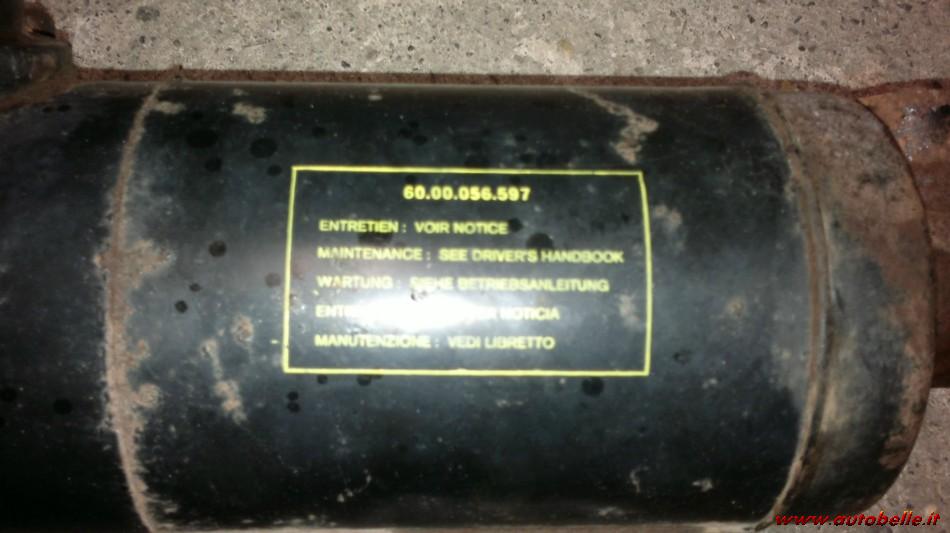 60.00.056.597
ENTRETIEN : VOIR NOTICE
MAINTENANCE : SEE DRIVER'S HANDBOOK
WARTUNG : SIEHE BETRIEBSANLEITUNG
NOTICIA
MANUTENZIONE : VEDI LIBRETTO
www.autobelle.it